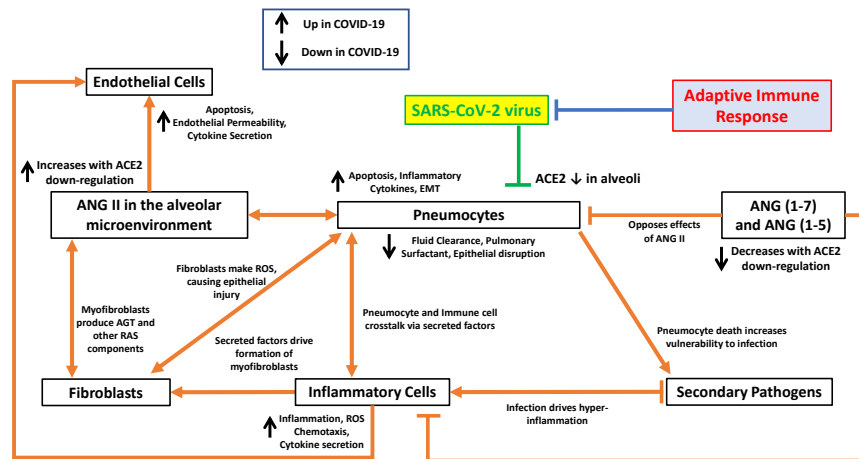 Up in COVID-19
Down in COVID-19
Endothelial Cells
Apoptosis,
Endothelial Permeability,
Cytokine Secretion
SARS-CoV-2 virus
Adaptive Immune
Response
Increases with ACE2
down-regulation
Apoptosis, Inflammatory
Cytokines, EMT
ACE2 ↓ in alveoli
ANG II in the alveolar
microenvironment
Pneumocytes
ANG (1-7)
and ANG (1-5)
Opposes effects
of ANG II
Fluid Clearance, Pulmonary
Surfactant, Epithelial disruption
Decreases with ACE2
down-regulation
Fibroblasts make ROS,
causing epithelial
injury
Myofibroblasts
produce AGT and
other RAS
components
Pneumocyte and Immune cell
crosstalk via secreted factors
Secreted factors drive
formation of
myofibroblasts
Pneumocyte death increases
vulnerability to infection
Fibroblasts
Inflammatory Cells
Secondary Pathogens
Infection drives hyper-
inflammation
Inflammation, ROS
Chemotaxis,
Cytokine secretion